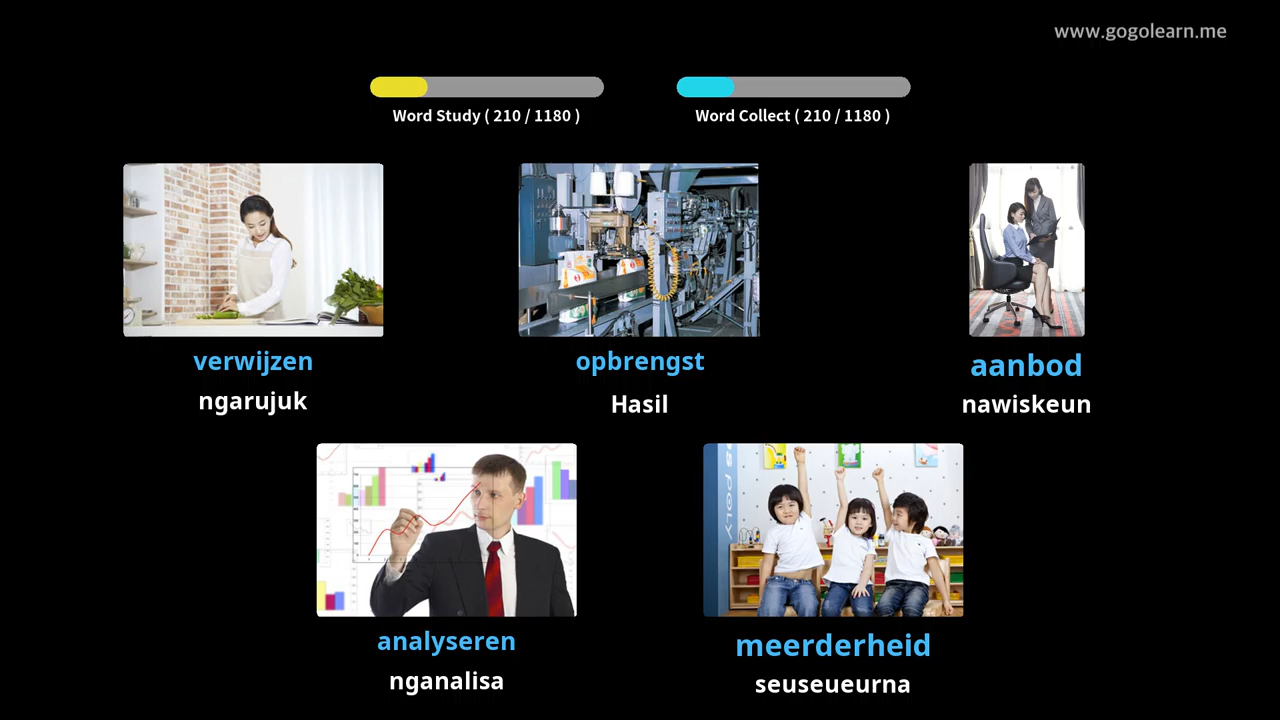 www.gogolearn.me
Word Study ( 210 / 1180 )
Word Collect ( 210 / 1180 )
verwijzen
ngarujuk
opbrengst
Hasil
aanbod
nawiskeun
analyseren
nganalisa
meerderheid
seuseueurna